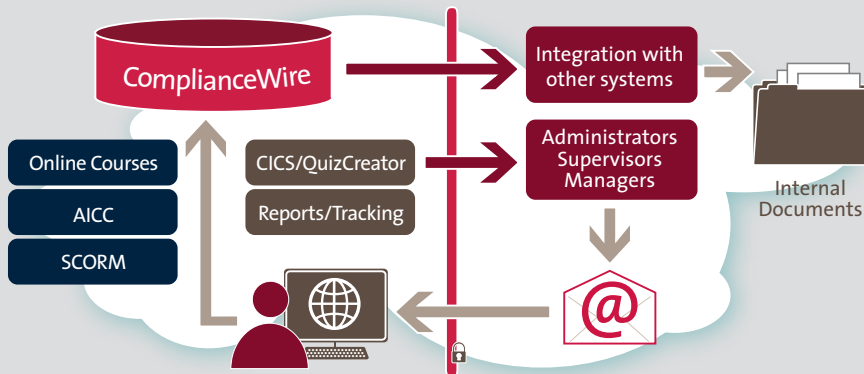 ComplianceWire
Integration with
other systems
Online Courses
AICC
SCORM
CICS/QuizCreator
Reports/Tracking
Administrators
Supervisors
Managers
Internal
Documents
@